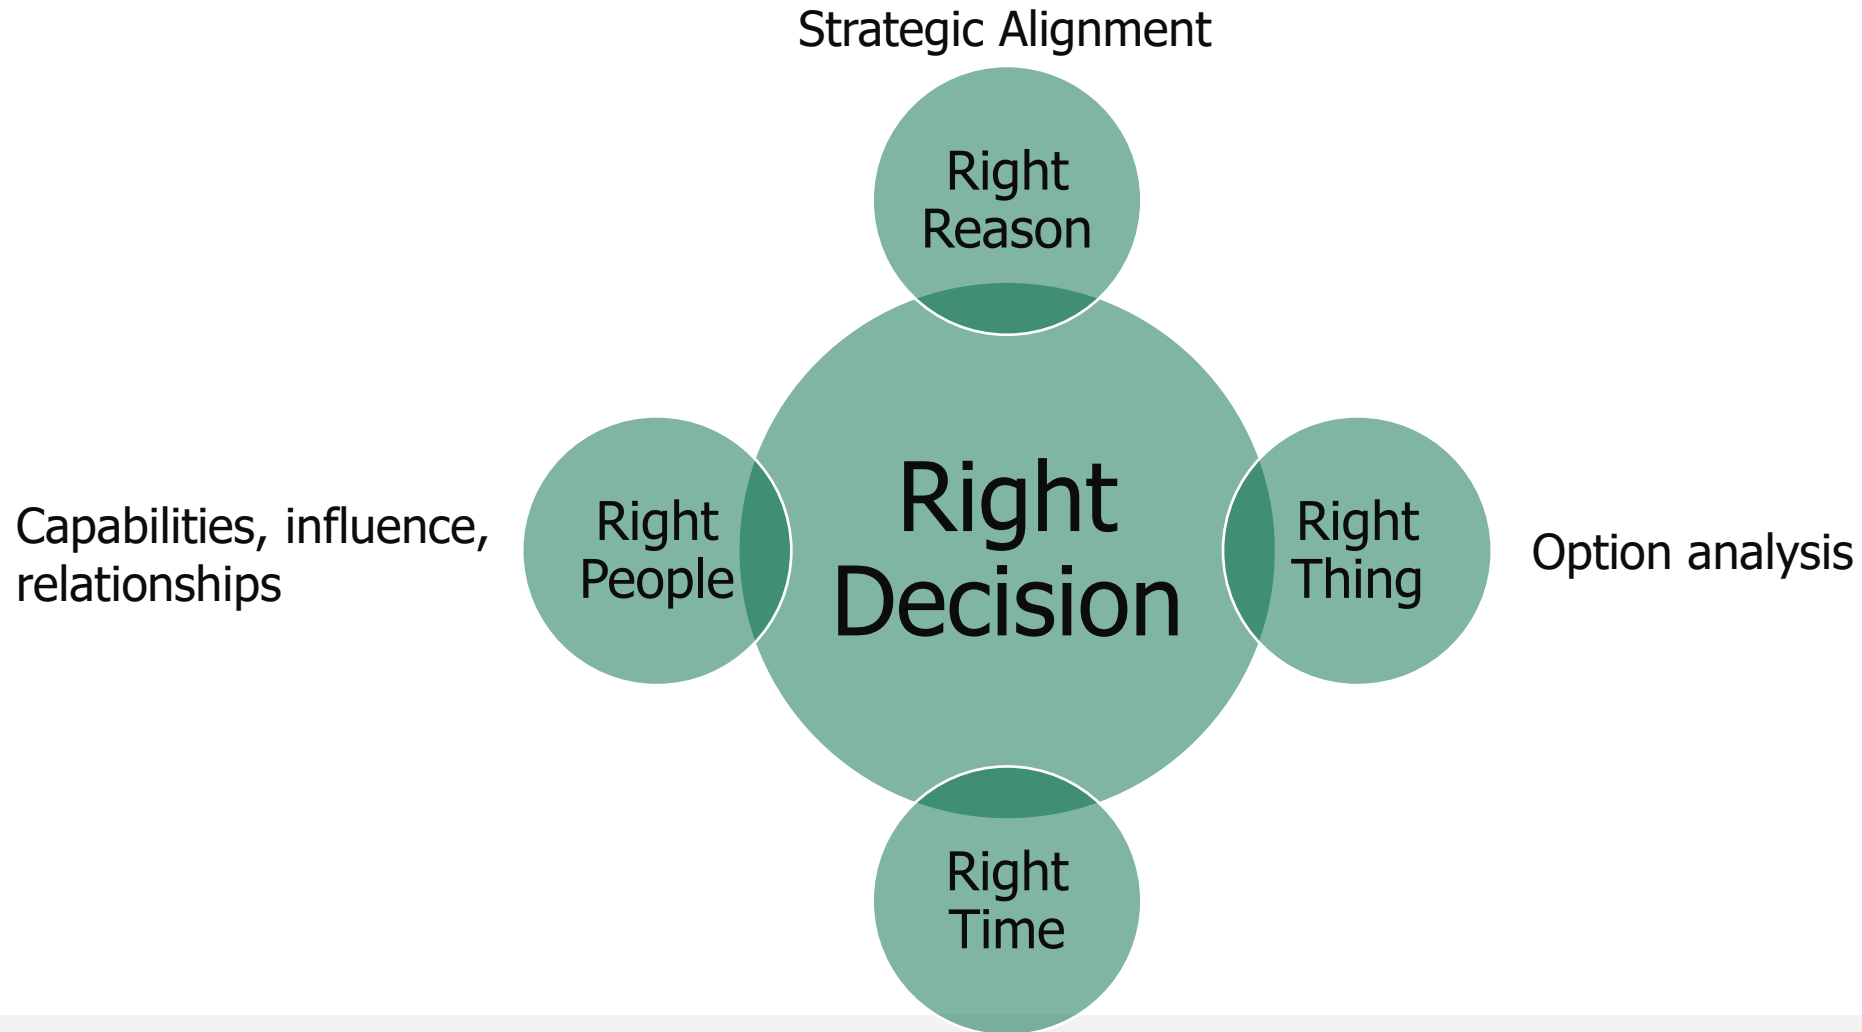 Strategic Alignment
Right
Reason
Capabilities, influence,
relationships
Right
People
Right
Decision
Right
Thing
Option analysis
Right
Time